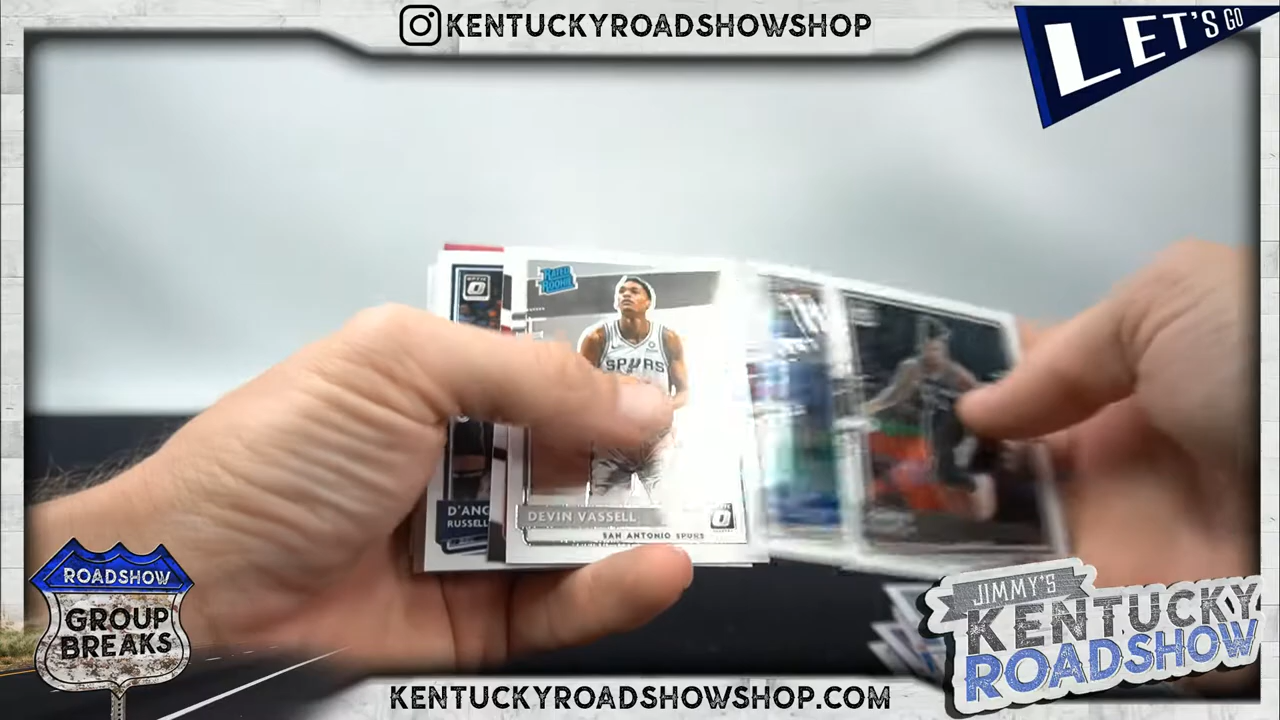 KENTUCKYROADSHOWSHOP
LET'S GO
OPTIC
RATED
ROOKIE
SPURS
D'ANG
RUSSELL
DEVIN VASSELL
SAN ANTONIO SPURS
ROADSHOW
GROUP
BREAKS
JIMMY'S
KENTUCKY
ROADSHOW
KENTUCKYROADSHOWSHOP.COM